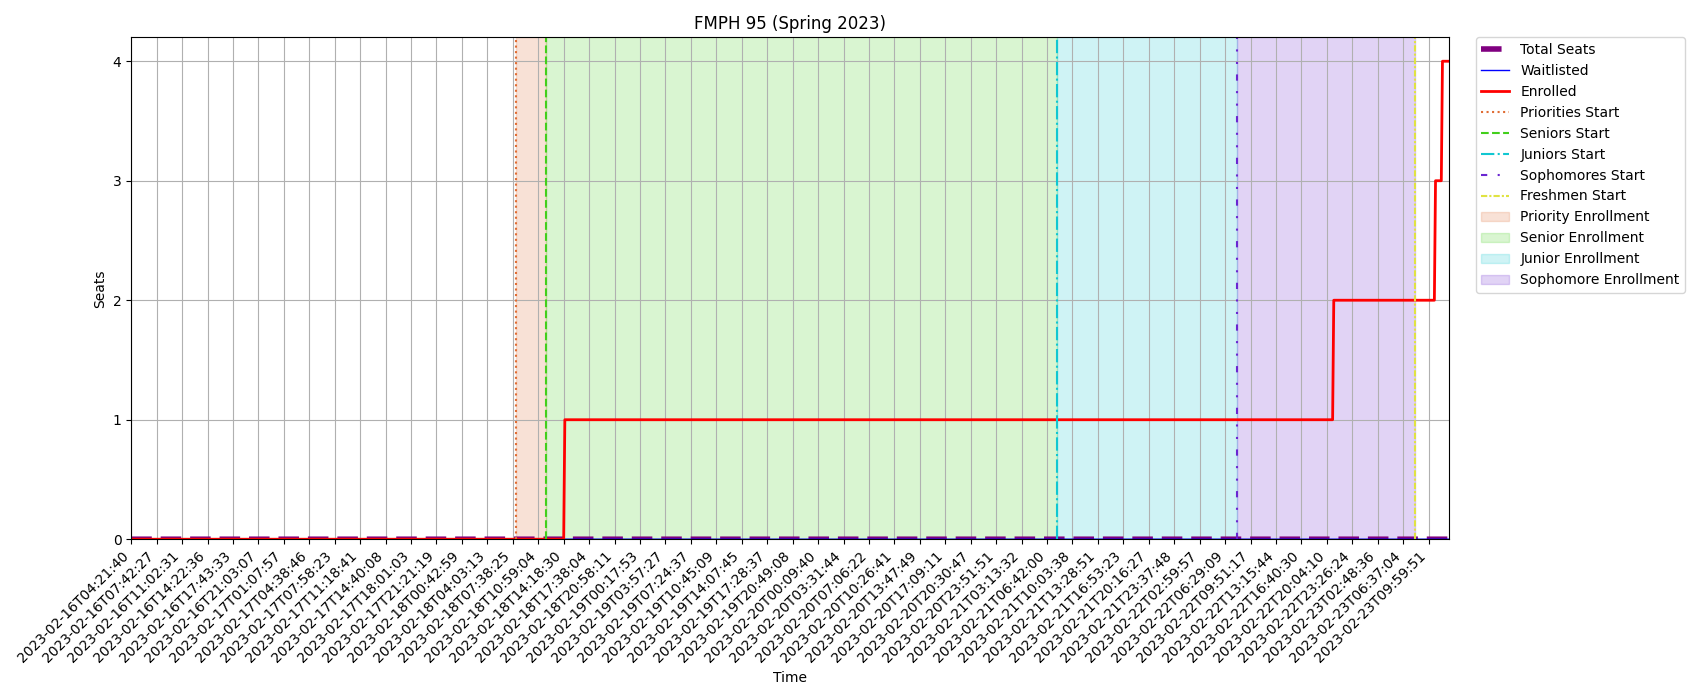 FMPH 95 (Spring 2023)
Seats
4
3
2
1
0
2023-02-16T04:21:40
2023-02-16T07:42:27
2023-02-16T11:02:31
2023-02-16T14:22:36
2023-02-16T17:43:33
2023-02-16T21:03:07
2023-02-17T01:07:57
2023-02-17T04:38:46
2023-02-17T07:58:23
2023-02-17T11:18:41
2023-02-17T14:40:08
2023-02-17T18:01:03
2023-02-17T21:21:19
2023-02-18T00:42:59
2023-02-18T04:03:13
2023-02-18T07:38:25
2023-02-18T10:59:04
2023-02-18T14:18:30
2023-02-18T17:38:04
2023-02-18T20:58:11
2023-02-19T00:17:53
2023-02-19T03:57:27
2023-02-19T07:24:37
2023-02-19T10:45:09
2023-02-19T14:07:45
2023-02-19T17:28:37
2023-02-19T20:49:08
2023-02-20T00:09:40
2023-02-20T03:31:44
2023-02-20T07:06:22
2023-02-20T10:26:41
2023-02-20T13:47:49
2023-02-20T17:09:11
2023-02-20T20:30:47
2023-02-20T23:51:51
2023-02-21T03:13:32
2023-02-21T06:42:00
2023-02-21T10:03:38
2023-02-21T13:28:51
2023-02-21T16:53:23
2023-02-21T20:16:27
2023-02-21T23:37:48
2023-02-22T02:59:57
2023-02-22T06:29:09
2023-02-22T09:51:17
2023-02-22T13:15:44
2023-02-22T16:40:30
2023-02-22T20:04:10
2023-02-22T23:26:24
2023-02-23T02:48:36
2023-02-23T06:37:04
2023-02-23T09:59:51
Time
Total Seats
Waitlisted
Enrolled
Priorities Start
Seniors Start
Juniors Start
Sophomores Start
Freshmen Start
Priority Enrollment
Senior Enrollment
Junior Enrollment
Sophomore Enrollment